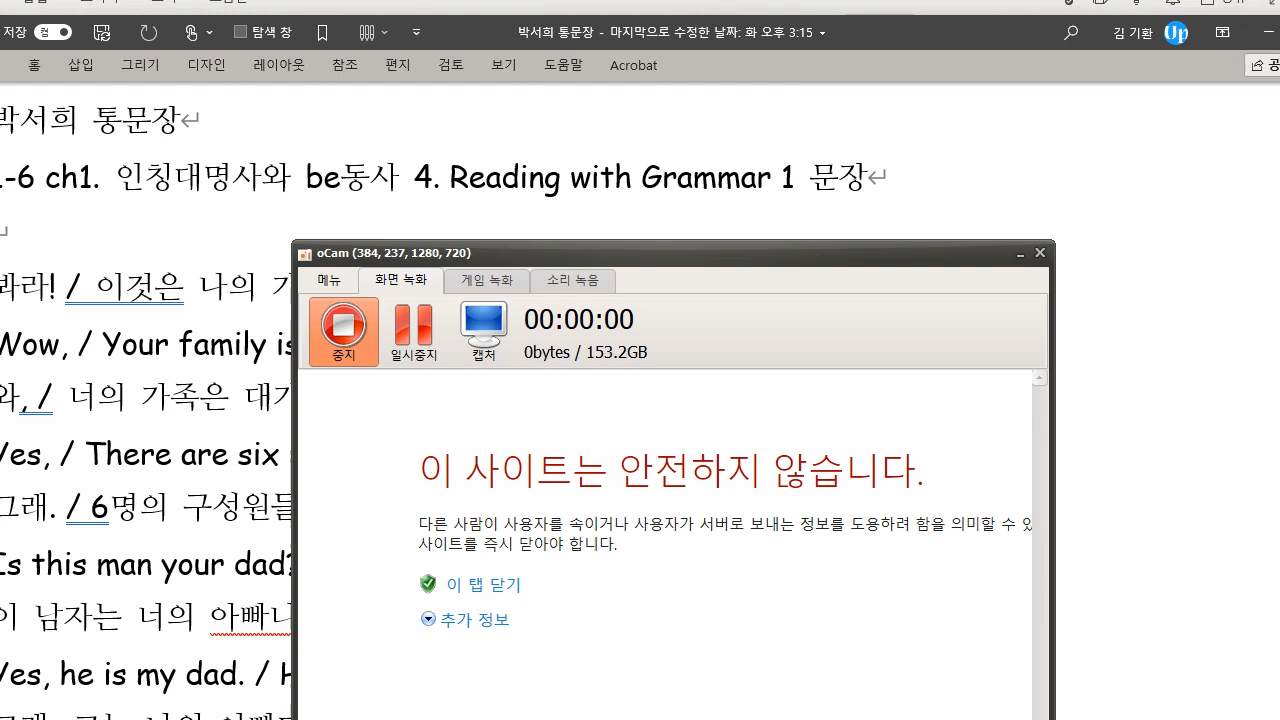 저장 컴 탐색 창 박서희 통문장 - 마지막으로 수정한 날짜: 화 오후 3:15 김 기환 Up
홈 삽입 그리기 디자인 레이아웃 참조 편지 검토 보기 도움말 Acrobat
박서희 통문장
-6 ch1. 인칭대명사와 be동사 4. Reading with Grammar 1 문장
oCam (384, 237, 1280, 720)
메뉴 화면 녹화 게임 녹화 소리 녹음
봐라! / 이것은 나의
00:00:00
중지 일시중지 캡처 0bytes / 153.2GB
Wow, / Your family is
와, / 너의 가족은
Yes, / There are six
이 사이트는 안전하지 않습니다.
그래. / 6명의 구성원들
다른 사람이 사용자를 속이거나 사용자가 서버로 보내는 정보를 도용하려 함을 의미할 수
사이트를 즉시 닫아야 합니다.
Is this man your dad?
이 탭 닫기
이 남자는 너의 아빠니
추가 정보
Yes, he is my dad. /